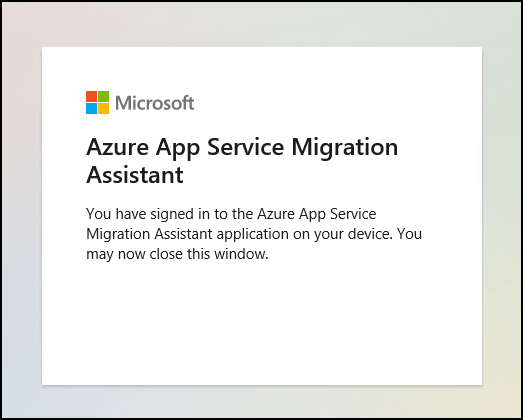 Microsoft
Azure App Service Migration
Assistant
You have signed in to the Azure App Service
Migration Assistant application on your device. You
may now close this window.